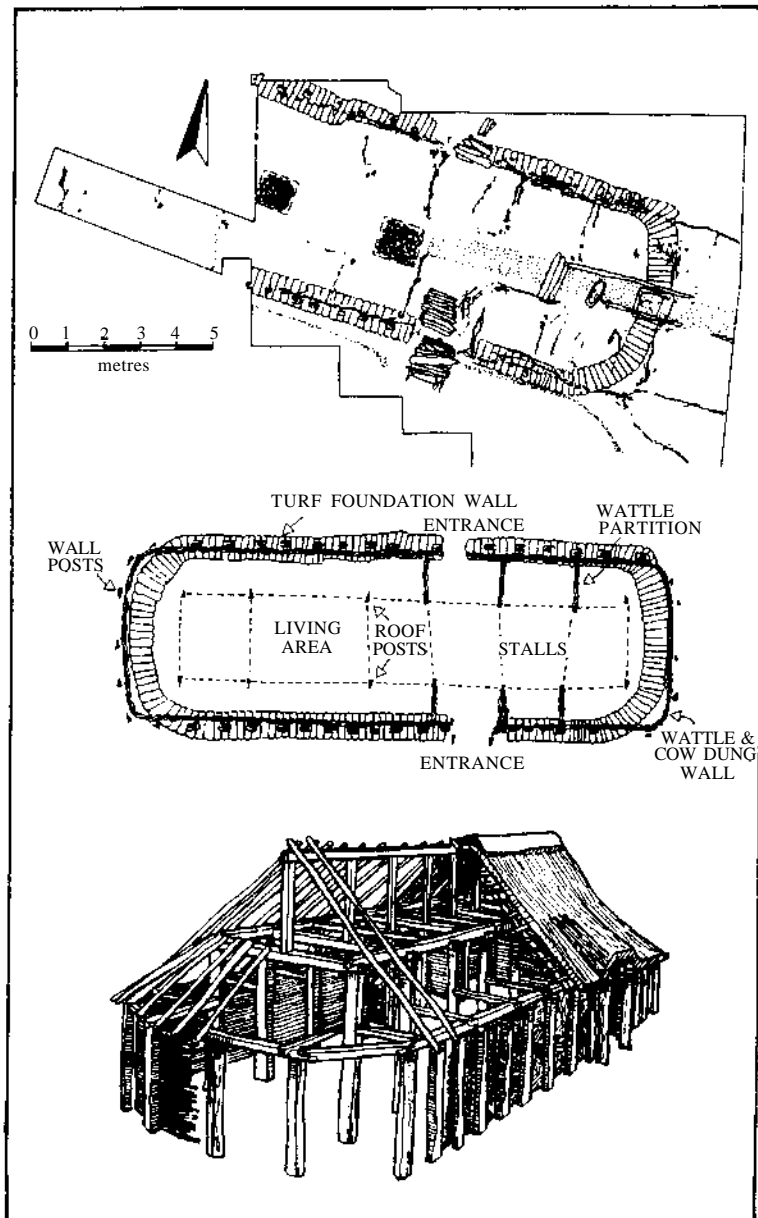 0 1 2 3 4 5
metres
TURF FOUNDATION WALL
ENTRANCE
WATTLE
PARTITION
WALL
POSTS
LIVING
AREA
ROOF
POSTS
STALLS
ENTRANCE
WATTLE &
COW DUNG
WALL